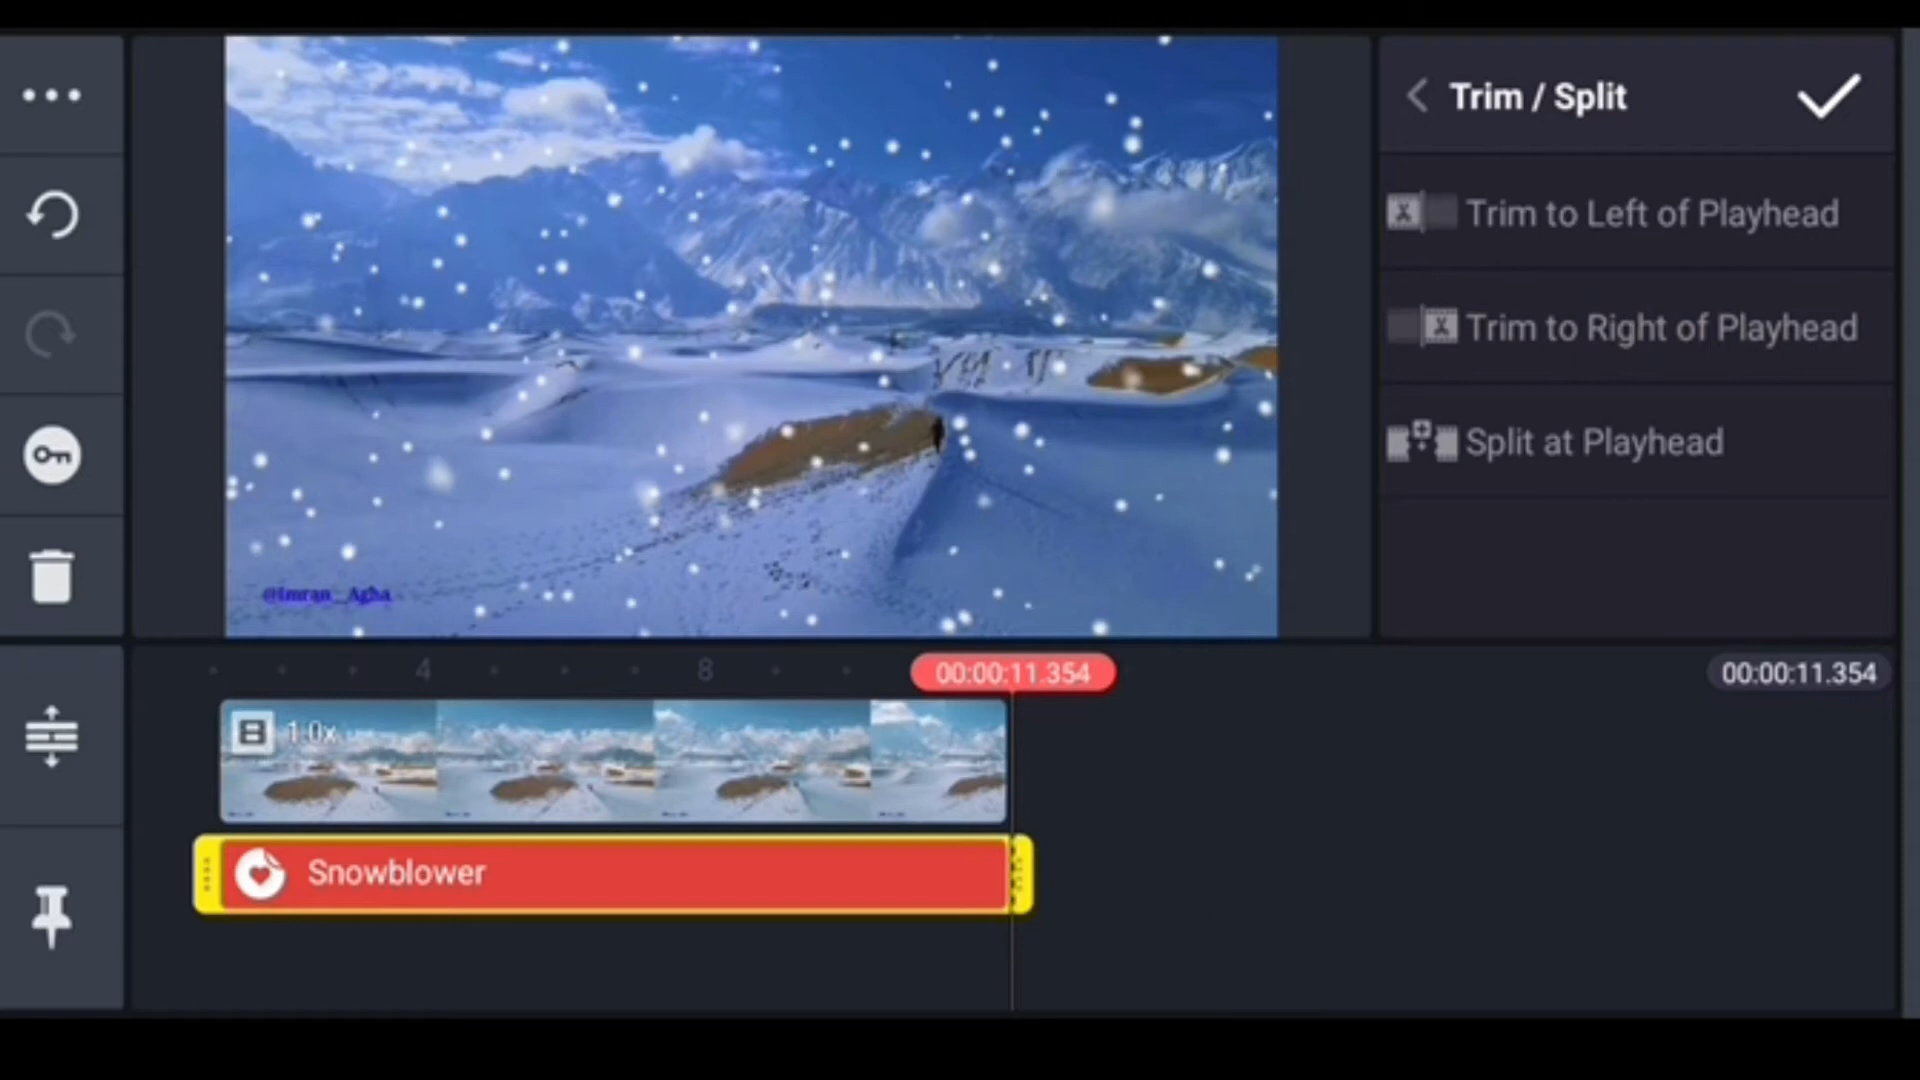 Trim / Split
Trim to Left of Playhead
Trim to Right of Playhead
Split at Playhead
@Imran_Agha
4
8
00:00:11.354
00:00:11.354
1.0x
Snowblower